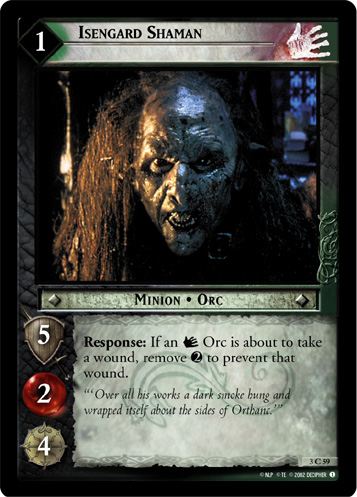 1
ISENGARD SHAMAN
MINION • ORC
5
Response: If an Orc is about to take
a wound, remove 2 to prevent that
wound.
2
“‘Over all his works a dark smoke hung and
wrapped itself about the sides of Orthanc.’”
4
3 C 59
© NLP © TE © 2002 DECIPHER 1